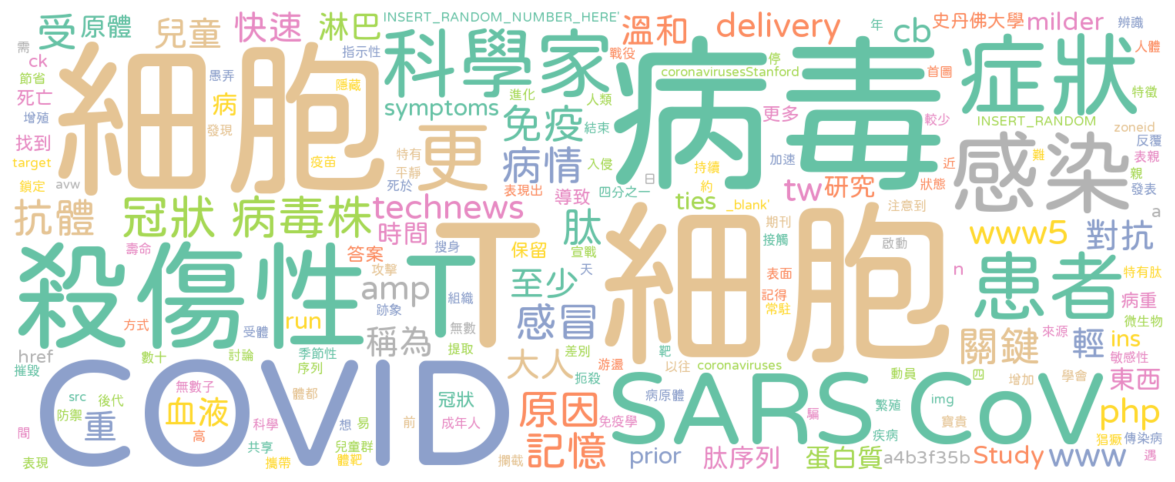 受 原體 兒童 快速 淋巴 INSERT_RANDOM_NUMBER_HERE' 溫和 delivery 年 cb 史丹佛大學 milder 辨識
需 ck 愚弄 指示性 隱藏 科學家 戰役 停 coronavirusesStanford 首圖 人體
節省 死亡 增殖 細胞 病 發現 symptoms 進化 人類 病毒 更多 較少 症狀 特徵
找到 target 疫苗 更 特有 平靜 免疫 結束 入侵 持續 加速 INSERT_RANDOM zoneid 反覆
鎖定 avw 死於 病情 表現出 四分之一 日 約 近 狀態 感染 難 表親 親 發表
抗體 冠狀 病毒株 technews 導致 ties _blank' tw 研究 注意到 a
壽命 時間 搜身 肽 宣戰 期刊 接觸 啟動 www5 對抗
殺傷性 T 答案 攻擊 保留 天 細胞 表面 n 患者 特有肽
amp 跡象 組織 至少 記得 常駐 病重 微生物
方式 受體 run 稱為 無數 提取 感冒 差別 靶 關鍵 輕 來源 ins
href 摧毀 數十 討論 季節性 序列 大人 游盪 扼殺 以往 coronaviruses 動員 四 學會 敏感性 東西
COVID src 後代 無數子 體都 冠狀 原因 病原體 SARS CoV 騙 繁殖 img 增加 寶貴 php
防禦 重 血液 高 科學 想 易 前 成年人 免疫學 疾病 猖獗 傳染病
間 表現 共享 攜帶 兒童群 體靶 攔截 記憶 prior 肽序列 蛋白質 a4b3f35b Study www 遇